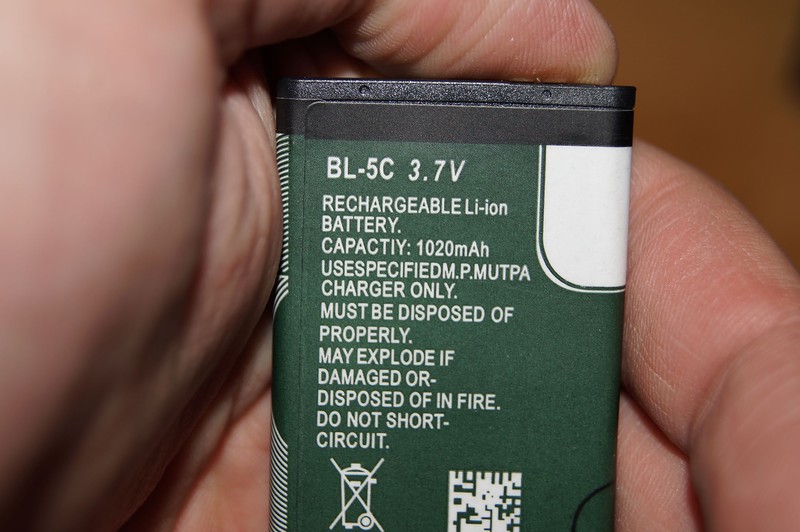 BL-5C 3.7V
RECHARGEABLE Li-ion
BATTERY.
CAPACTIY: 1020mAh
USESPECIFIEDM.P.MUTPA
CHARGER ONLY.
MUST BE DISPOSED OF
PROPERLY.
MAY EXPLODE IF
DAMAGED OR-
DISPOSED OF IN FIRE.
DO NOT SHORT-
CIRCUIT.